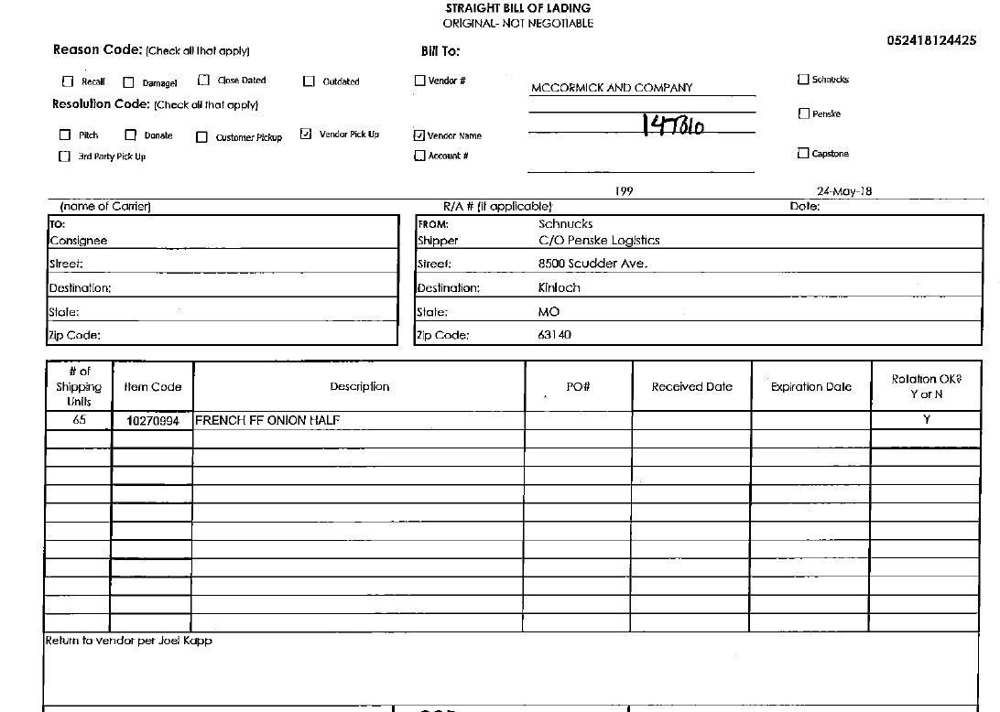 STRAIGHT BILL OF LADING
ORIGINAL- NOT NEGOTIABLE
052418124425
Reason Code: (Check all that apply)
Bill To:
Recall Damagel Close Dated Outdated
Vendor #
MCCORMICK AND COMPANY
Schnucks
Resolution Code: (Check all that apply)
Penske
Pitch Donate Customer Pickup Vendor Pick Up
Vendor Name
3rd Party Pick Up
Account #
Capstone
199
24-May-18
(name of Carrier)
R/A # (if applicable)
Date:
TO:
Consignee
Street:
Destination:
State:
Zip Code:
FROM: Schnucks
Shipper C/O Penske Logistics
Street: 8500 Scudder Ave.
Destination: Kinloch
State: MO
Zip Code: 63140
# of Shipping Units Item Code Description PO# Received Date Expiration Date Rotation OK? Y or N
65 10270994 FRENCH FF ONION HALF Y
Return to vendor per Joel Kapp